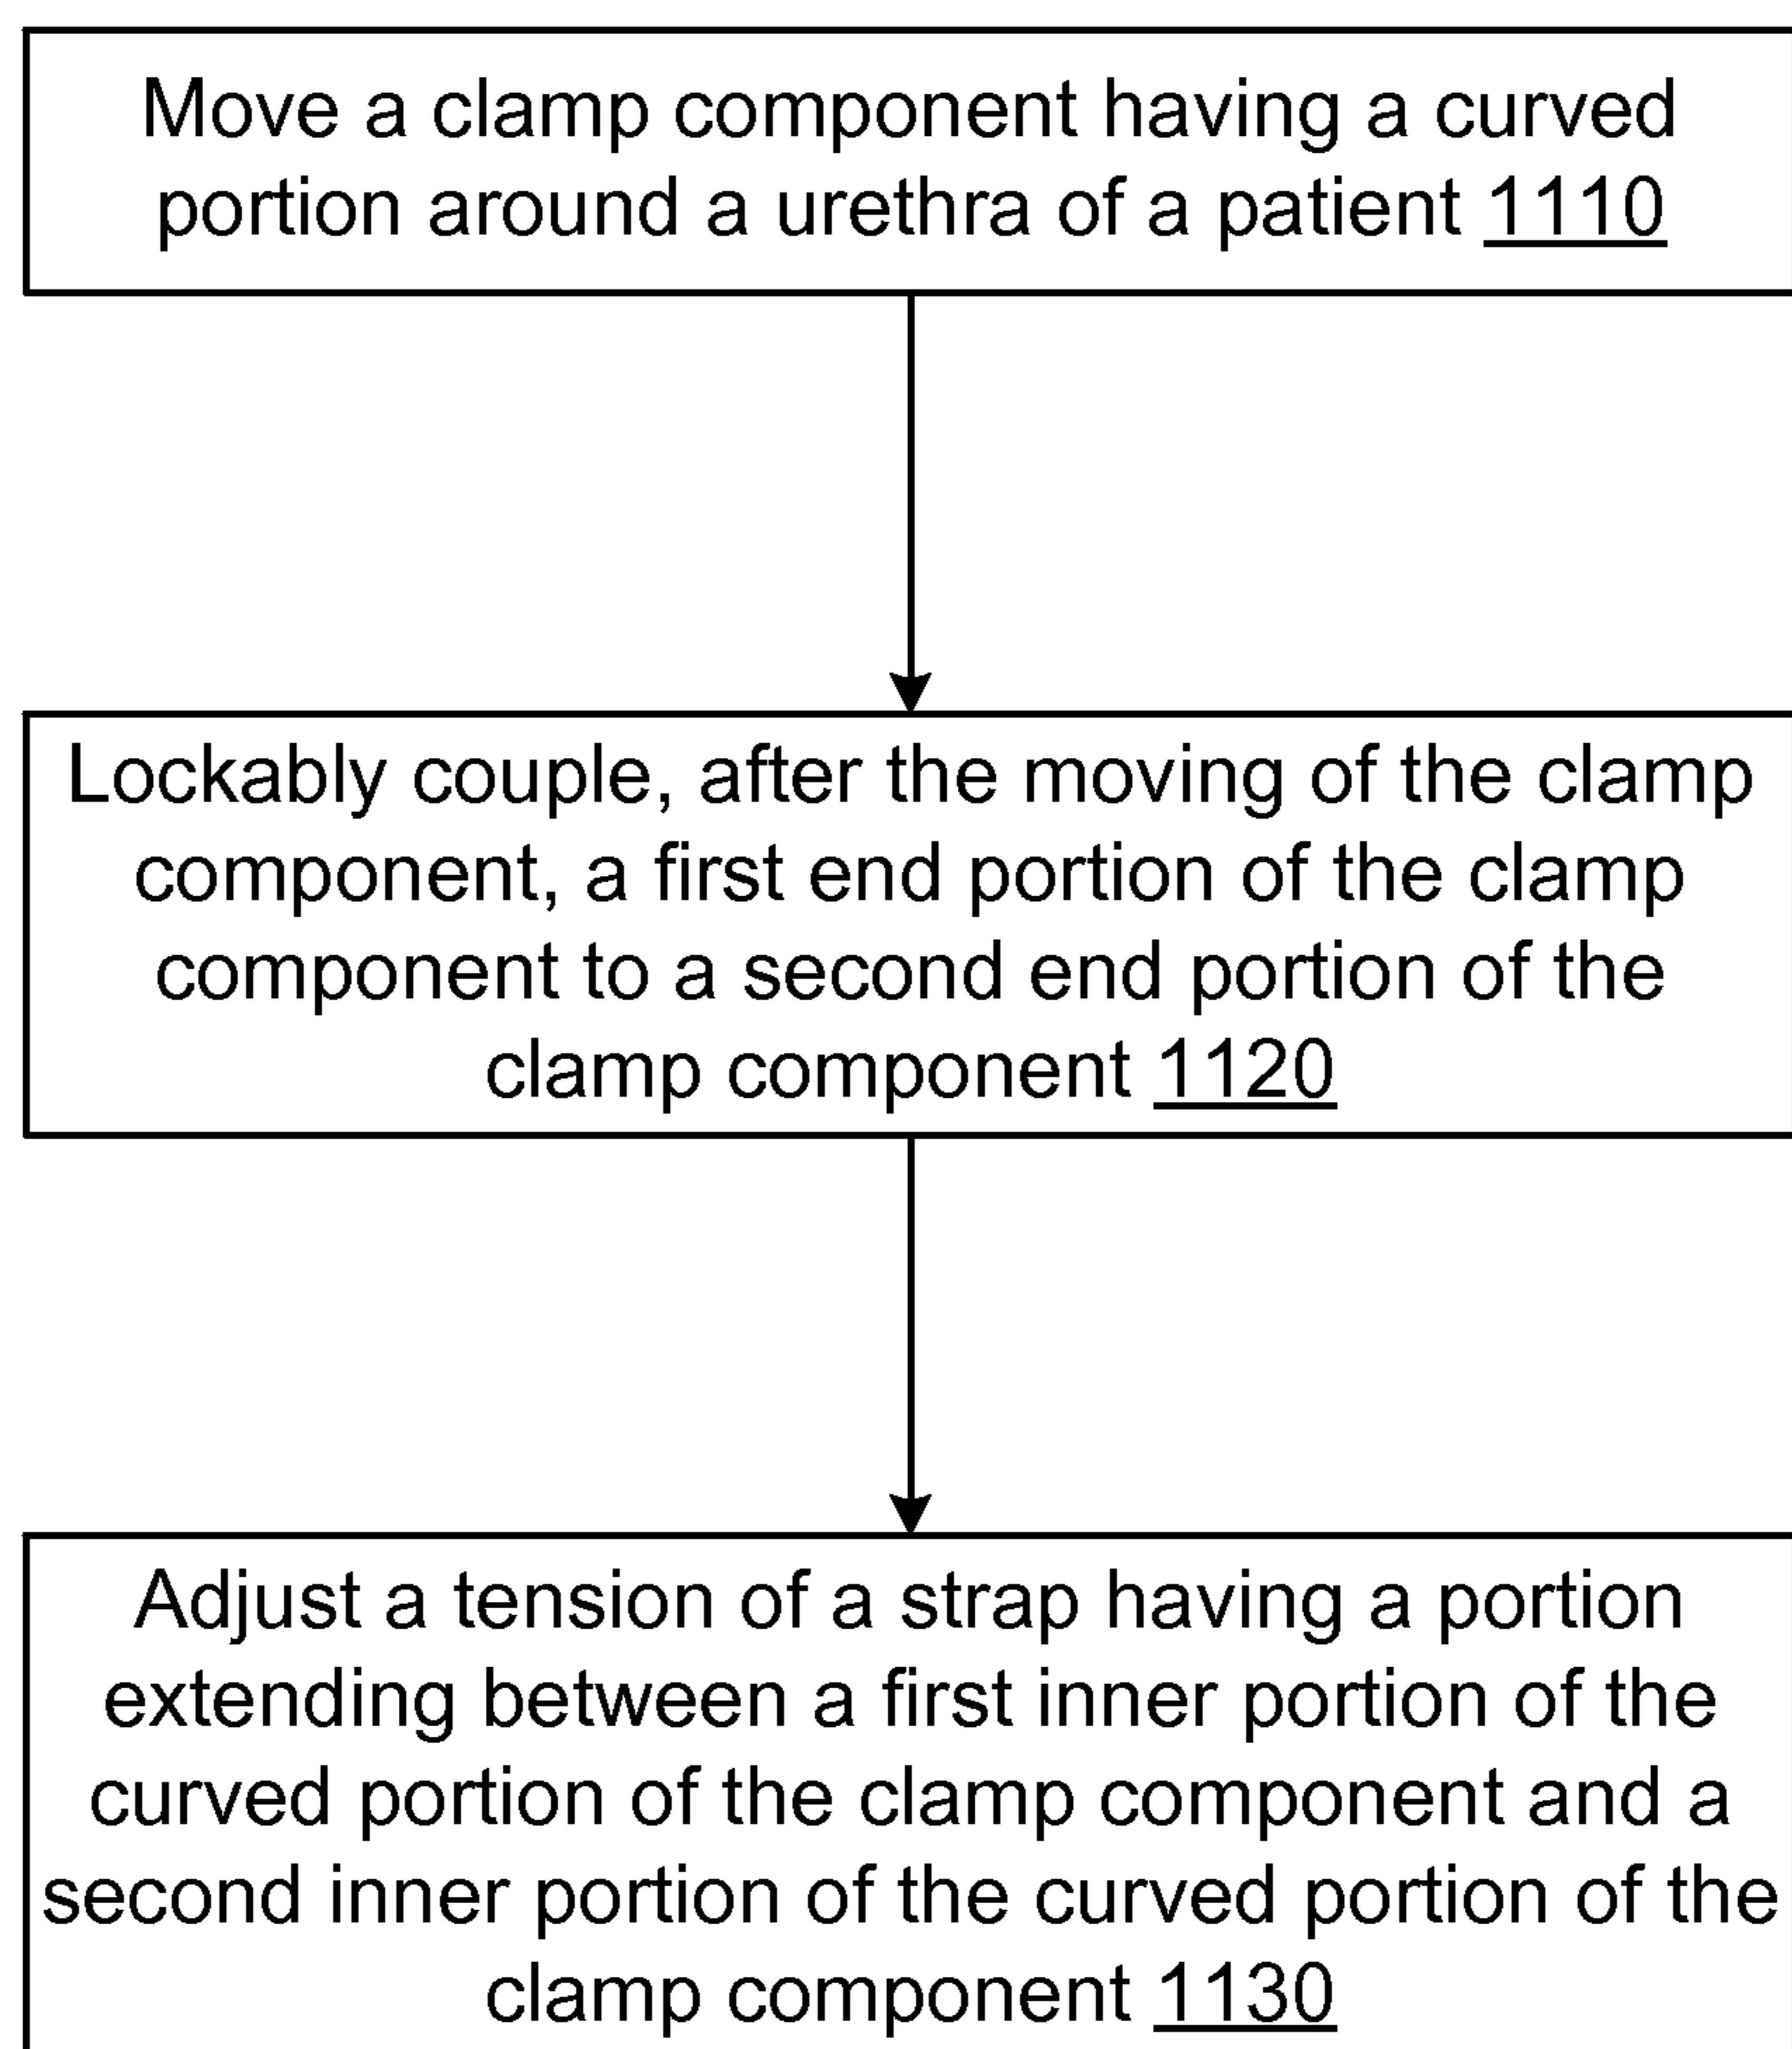 Move a clamp component having a curved
portion around a urethra of a patient 1110
Lockably couple, after the moving of the clamp
component, a first end portion of the clamp
component to a second end portion of the
clamp component 1120
Adjust a tension of a strap having a portion
extending between a first inner portion of the
curved portion of the clamp component and a
second inner portion of the curved portion of the
clamp component 1130